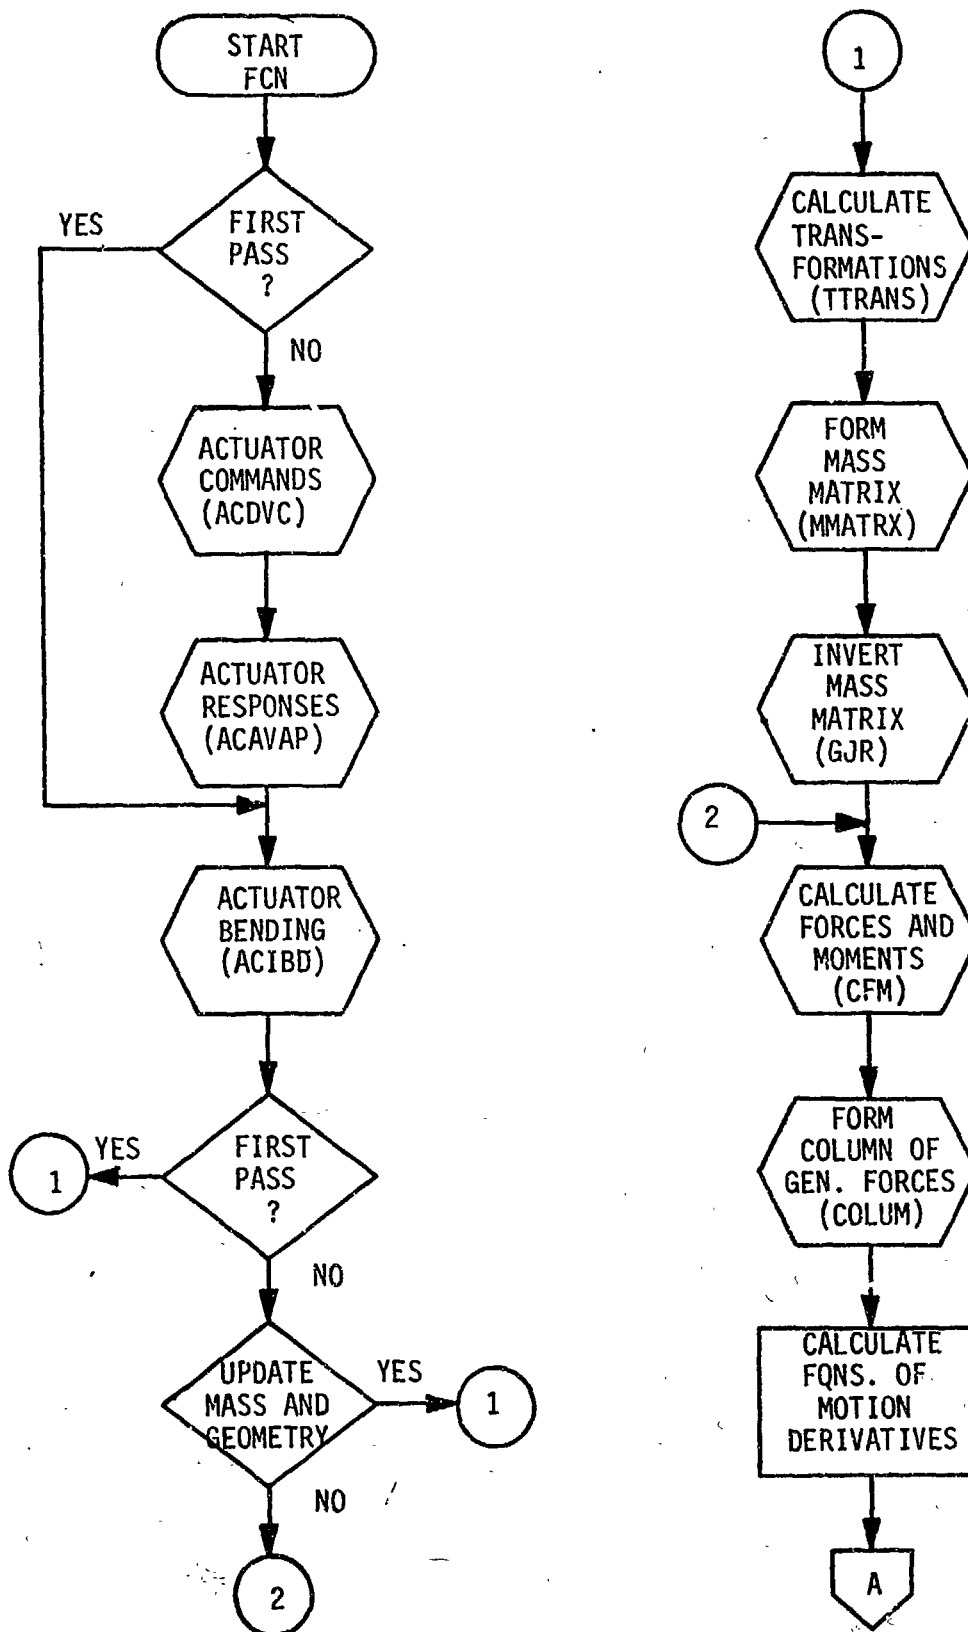 START
FCN
YES
FIRST
PASS
?
NO
ACTUATOR
COMMANDS
(ACDVC)
ACTUATOR
RESPONSES
(ACAVAP)
ACTUATOR
BENDING
(ACIBD)
YES
1
FIRST
PASS
?
NO
UPDATE
MASS AND
GEOMETRY
YES
1
NO
2
1
CALCULATE
TRANS-
FORMATIONS
(TTRANS)
FORM
MASS
MATRIX
(MMATRX)
INVERT
MASS
MATRIX
(GJR)
2
CALCULATE
FORCES AND
MOMENTS
(CFM)
FORM
COLUMN OF
GEN. FORCES
(COLUM)
CALCULATE
FQNS. OF
MOTION
DERIVATIVES
A